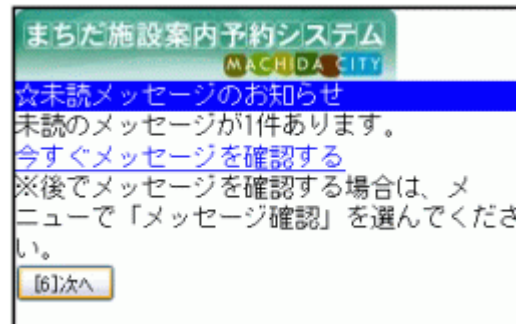 まちだ施設案内予約システム
MACHIDA CITY
☆未読メッセージのお知らせ
未読のメッセージが1件あります。
今すぐメッセージを確認する
※後でメッセージを確認する場合は、メ
ニューで「メッセージ確認」を選んでくださ
い。
[6]次へ